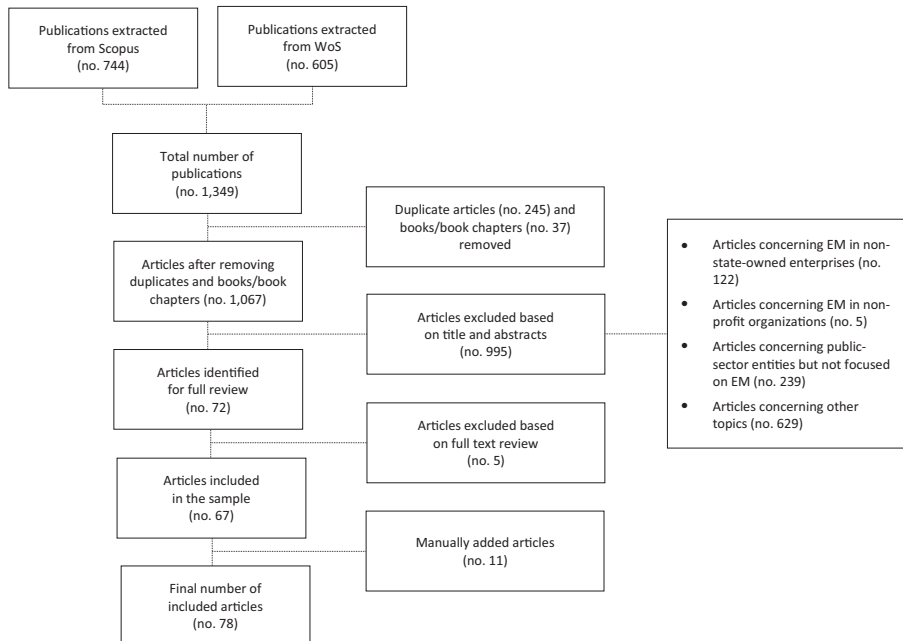 Publications extracted
from Scopus
(no. 744)
Publications extracted
from WoS
(no. 605)
Total number of
publications
(no. 1,349)
Duplicate articles (no. 245) and
books/book chapters (no. 37)
removed
Articles after removing
duplicates and books/book
chapters (no. 1,067)
Articles excluded based
on title and abstracts
(no. 995)
• Articles concerning EM in non-
state-owned enterprises (no.
122)
• Articles concerning EM in non-
profit organizations (no. 5)
• Articles concerning public-
sector entities but not focused
on EM (no. 239)
• Articles concerning other
topics (no. 629)
Articles identified
for full review
(no. 72)
Articles excluded based
on full text review
(no. 5)
Articles included
in the sample
(no. 67)
Manually added articles
(no. 11)
Final number of
included articles
(no. 78)